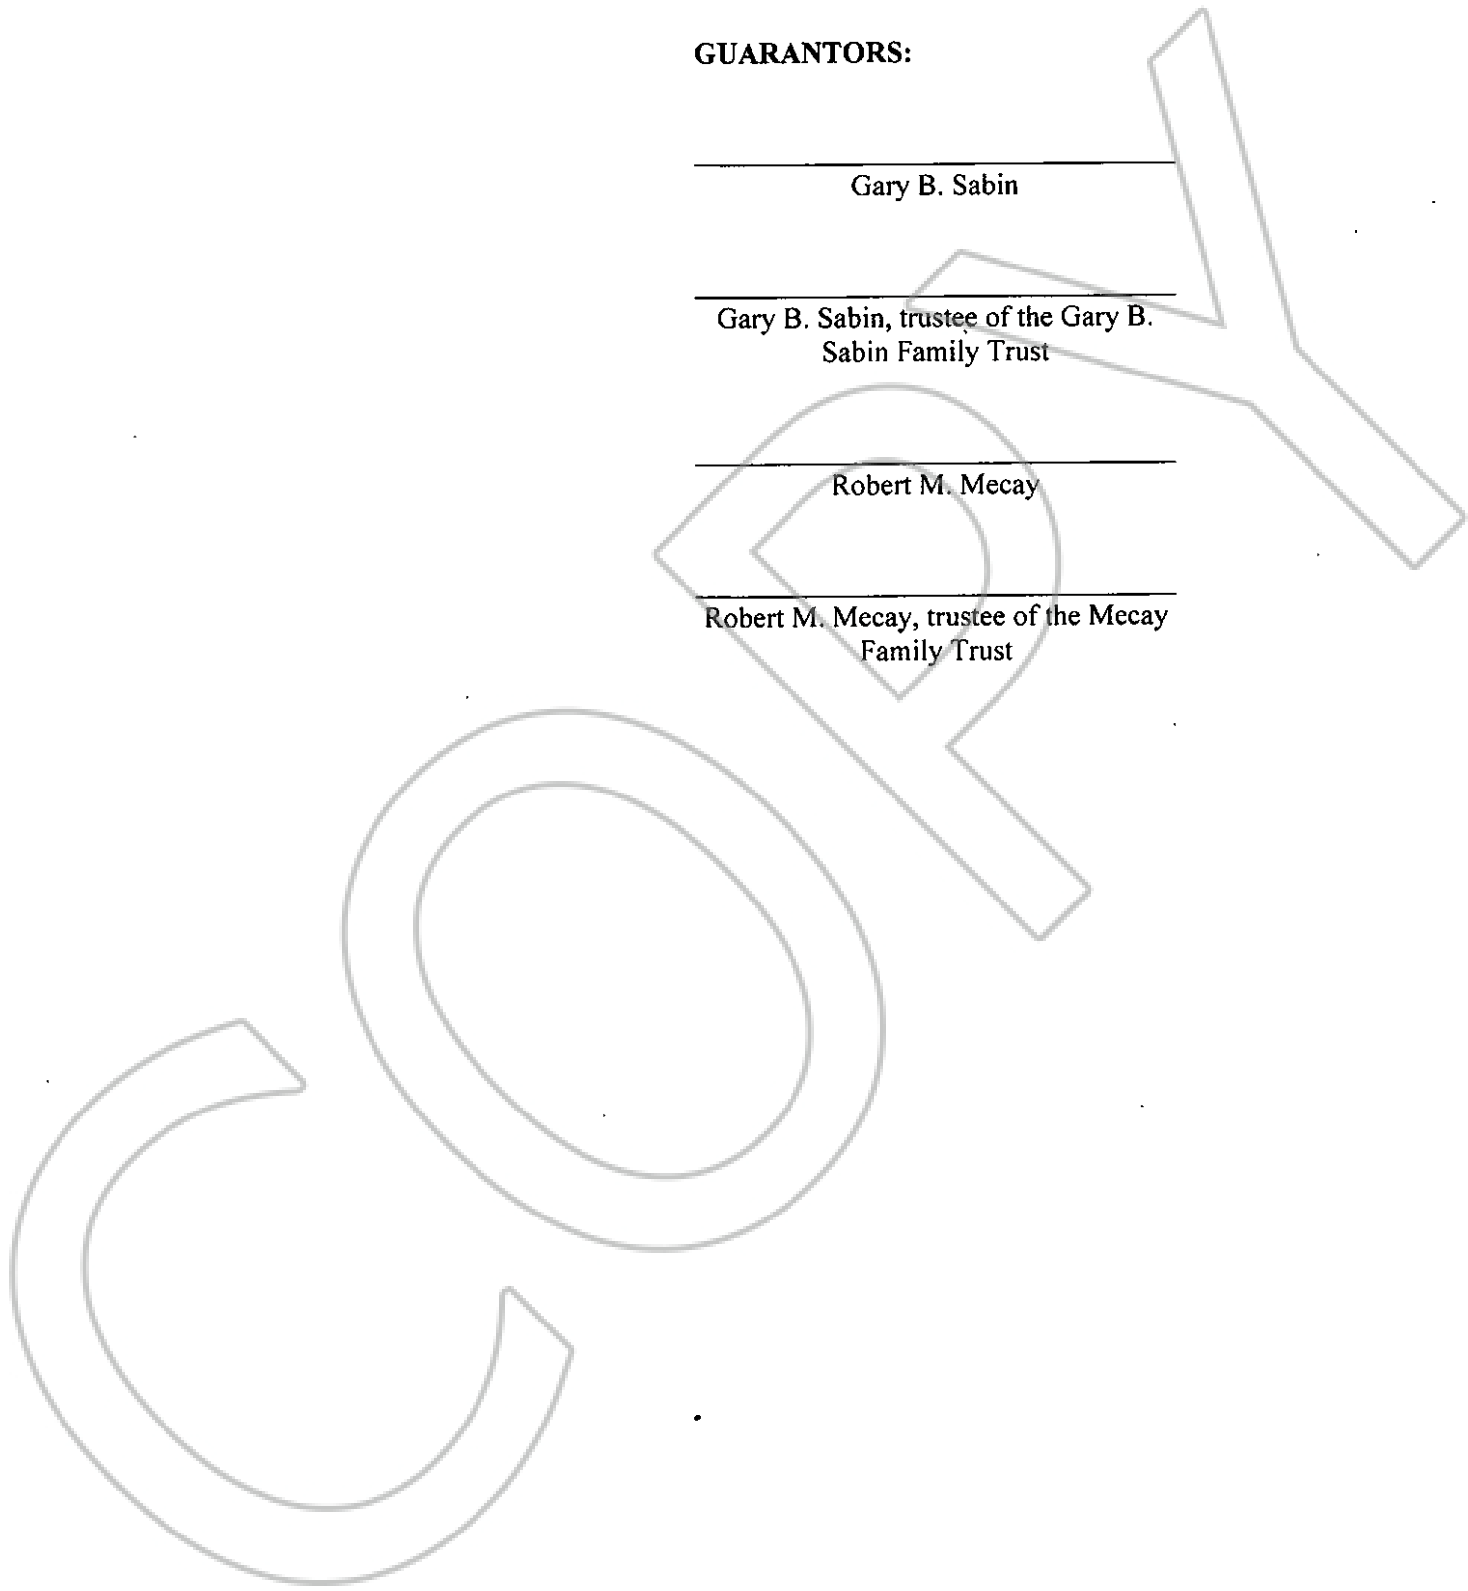 GUARANTORS:
Gary B. Sabin
Gary B. Sabin, trustee of the Gary B.
Sabin Family Trust
Robert M. Mecay
Robert M. Mecay, trustee of the Mecay
Family Trust
COPY